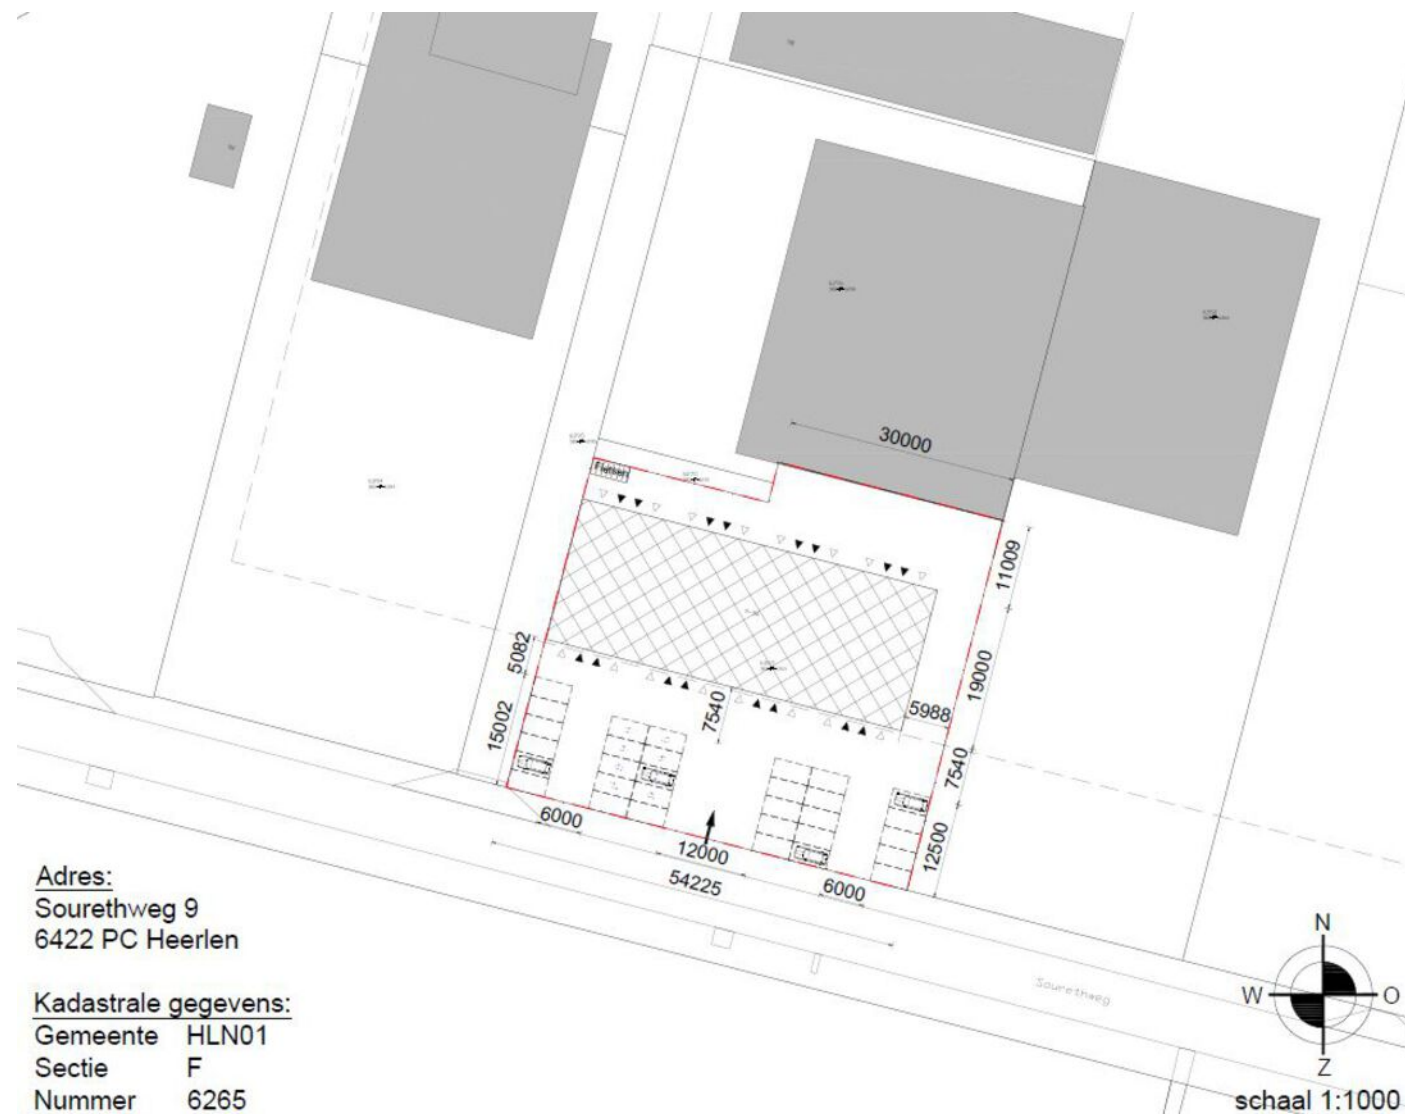 30000
Fietsen
11009
19000
5988
7540
12500
5082
15002
7540
6000
12000
54225
6000
Sourethweg
Adres:
Sourethweg 9
6422 PC Heerlen
Kadastrale gegevens:
Gemeente HLN01
Sectie F
Nummer 6265
N
W O
Z
schaal 1:1000